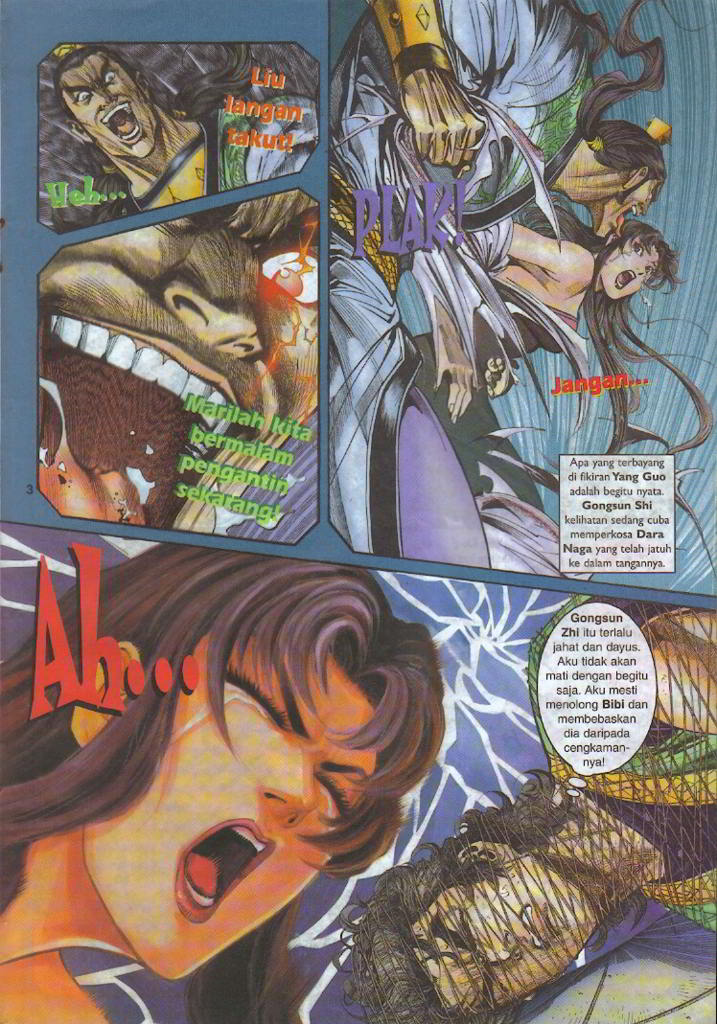 Liu
jangan
takut!
Heh...
Marilah kita
bermalam
pengantin
sekarang!
PLAK!
Jangan...
Apa yang terbayang
di fikiran Yang Guo
adalah begitu nyata.
Gongsun Shi
kelihatan sedang cuba
memperkosa Dara
Naga yang telah jatuh
ke dalam tangannya.
3
Ah...
Gongsun
Zhi itu terlalu
jahat dan dayus.
Aku tidak akan
mati dengan begitu
saja. Aku mesti
menolong Bibi dan
membebaskan
dia daripada
cengkaman-
nya!